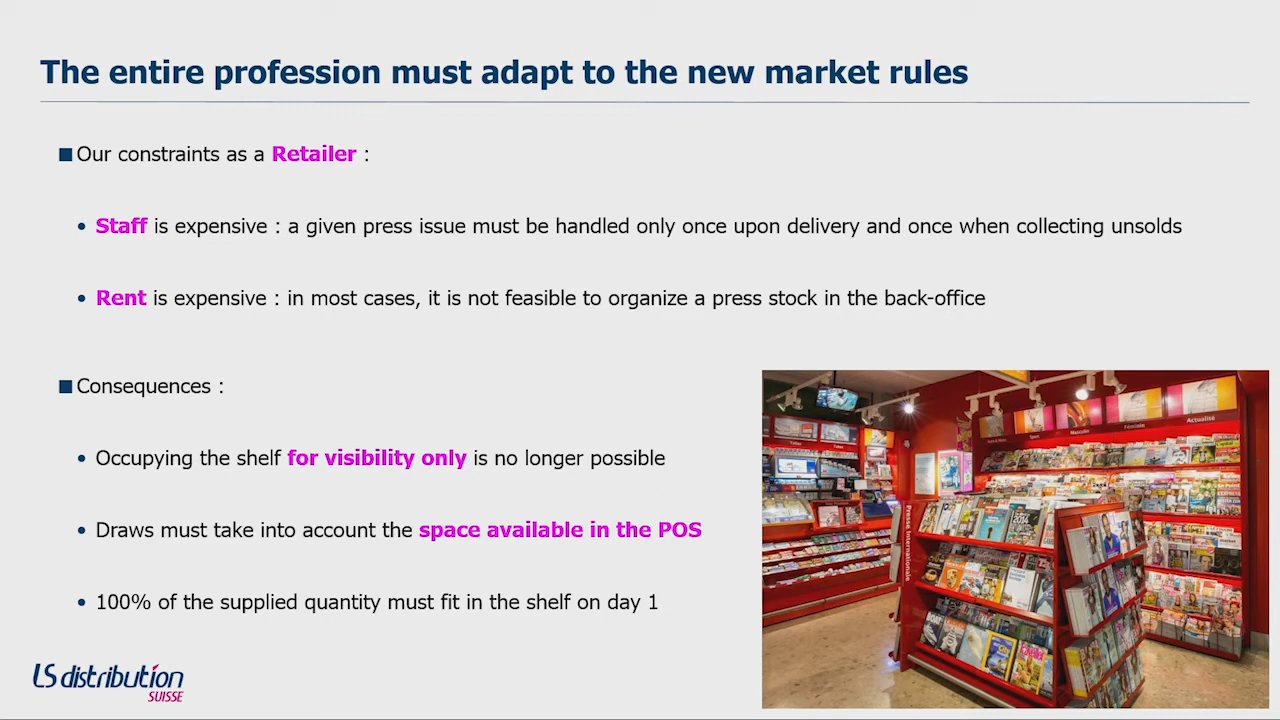 The entire profession must adapt to the new market rules
Our constraints as a Retailer :
Staff is expensive : a given press issue must be handled only once upon delivery and once when collecting unsolds
Rent is expensive : in most cases, it is not feasible to organize a press stock in the back-office
Consequences :
Occupying the shelf for visibility only is no longer possible
Draws must take into account the space available in the POS
100% of the supplied quantity must fit in the shelf on day 1
Masculin
Féminin
Actualité
Presse Internationale
2014
LS distribution
SUISSE